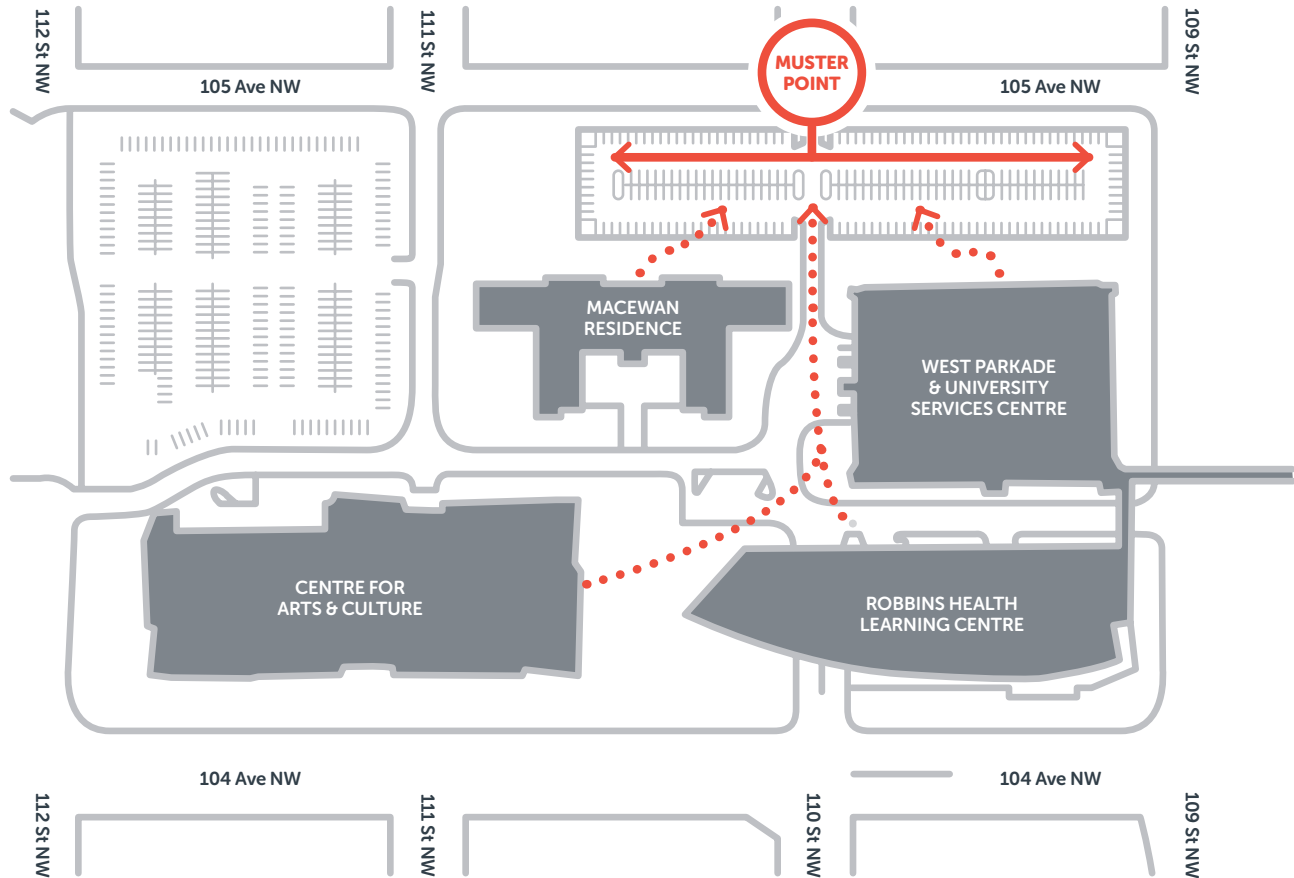 112 St NW
111 St NW
109 St NW
MUSTER
POINT
105 Ave NW
105 Ave NW
MACEWAN
RESIDENCE
WEST PARKADE
& UNIVERSITY
SERVICES CENTRE
CENTRE FOR
ARTS & CULTURE
ROBBINS HEALTH
LEARNING CENTRE
104 Ave NW
104 Ave NW
112 St NW
111 St NW
110 St NW
109 St NW